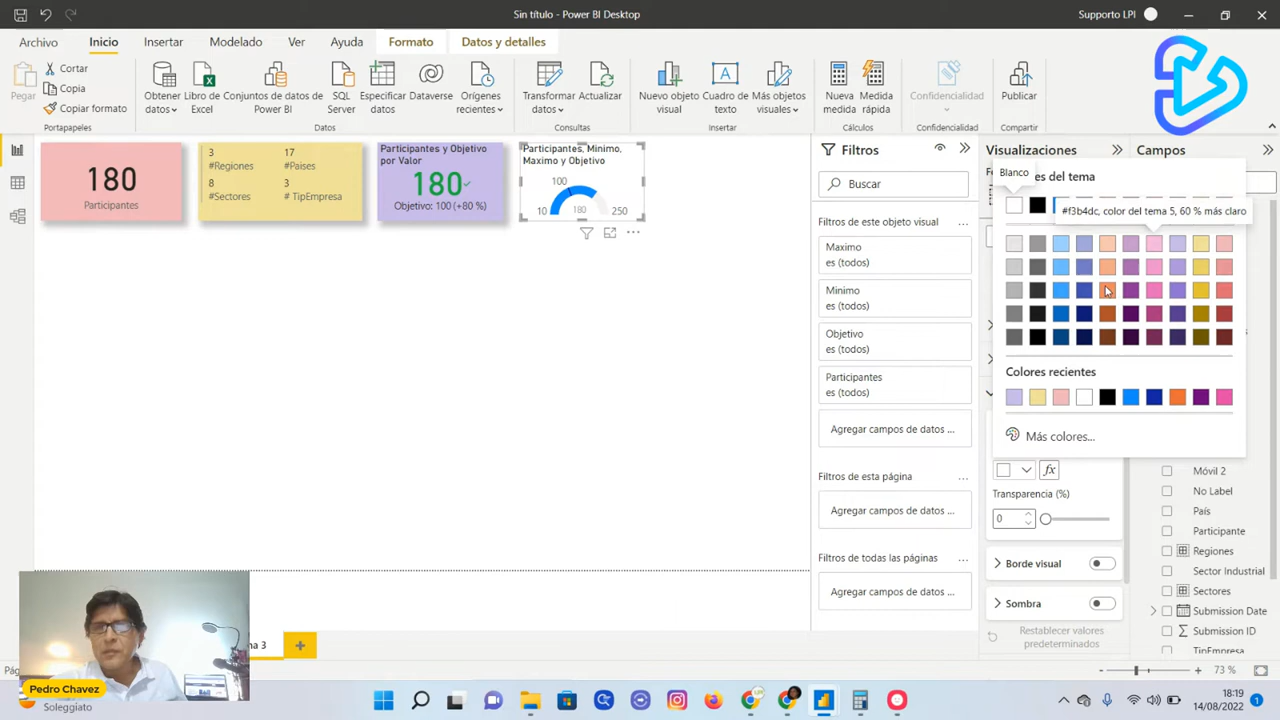 Sin título - Power BI Desktop
Supporto LPI
Archivo
Inicio
Insertar
Modelado
Ver
Ayuda
Formato
Datos y detalles
Pegar
Cortar
Copia
Copiar formato
Portapapeles
Obtener datos
Libro de Excel
Conjuntos de datos de Power BI
SQL Server
Especificar datos
Dataverse
Orígenes recientes
Datos
Transformar datos
Actualizar
Consultas
Nuevo objeto visual
Cuadro de texto
Más objetos visuales
Insertar
Nueva medida
Medida rápida
Cálculos
Confidencialidad
Confidencialidad
Publicar
Compartir
180
Participantes
3
#Regiones
17
#Paises
8
#Sectores
3
# TipEmpresa
Participantes y Objetivo
por Valor
180
Objetivo: 100 (+80 %)
Participantes, Minimo,
Maximo y Objetivo
100
10
180
250
Filtros
Buscar
Filtros de este objeto visual
...
Maximo
es (todos)
Minimo
es (todos)
Objetivo
es (todos)
Participantes
es (todos)
Agregar campos de datos ...
Filtros de esta página
...
Agregar campos de datos ...
Filtros de todas las páginas
...
Agregar campos de datos ...
Visualizaciones
Blanco
es del tema
#f3b4dc, color del tema 5, 60 % más claro
Colores recientes
Más colores...
fx
Transparencia (%)
0
Borde visual
Sombra
Restablecer valores
predeterminados
Campos
Móvil 2
No Label
País
Participante
Regiones
Sector Industrial
Sectores
Submission Date
Submission ID
TipEmpresa
na 3
Pág
73 %
Pedro Chavez
Soleggiato
18:19
14/08/2022
1